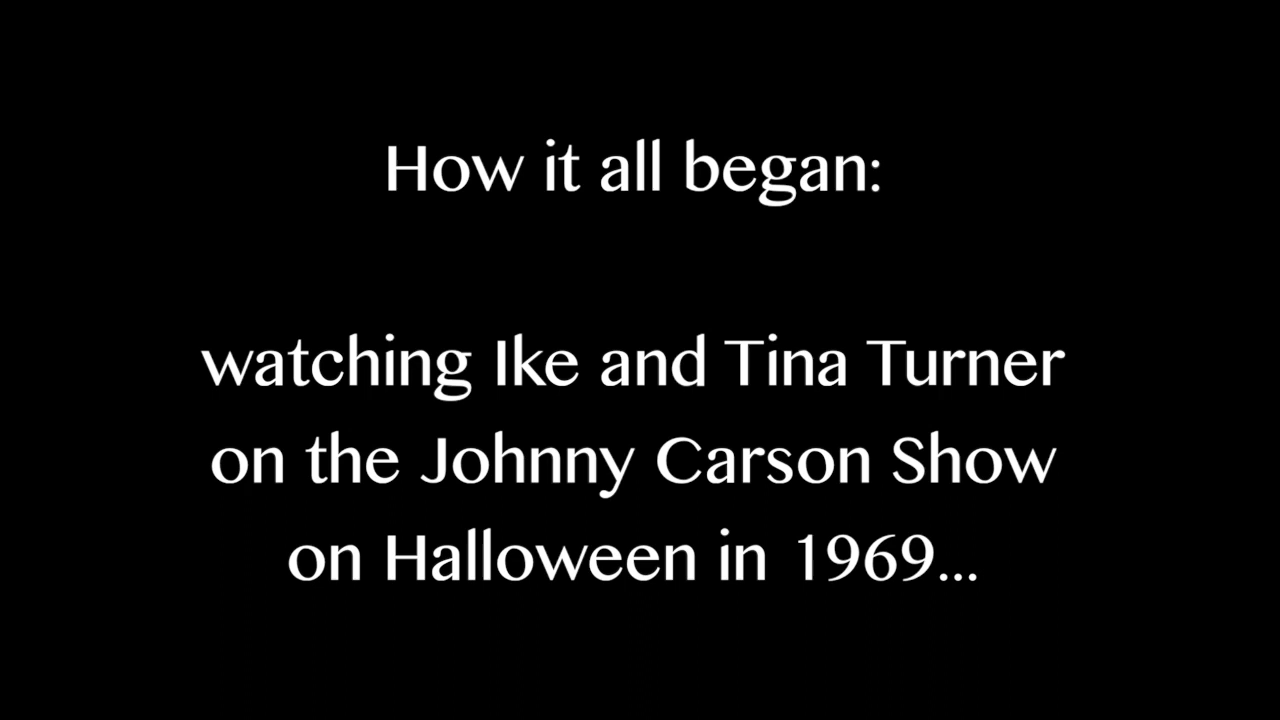 How it all began:
watching Ike and Tina Turner
on the Johnny Carson Show
on Halloween in 1969...